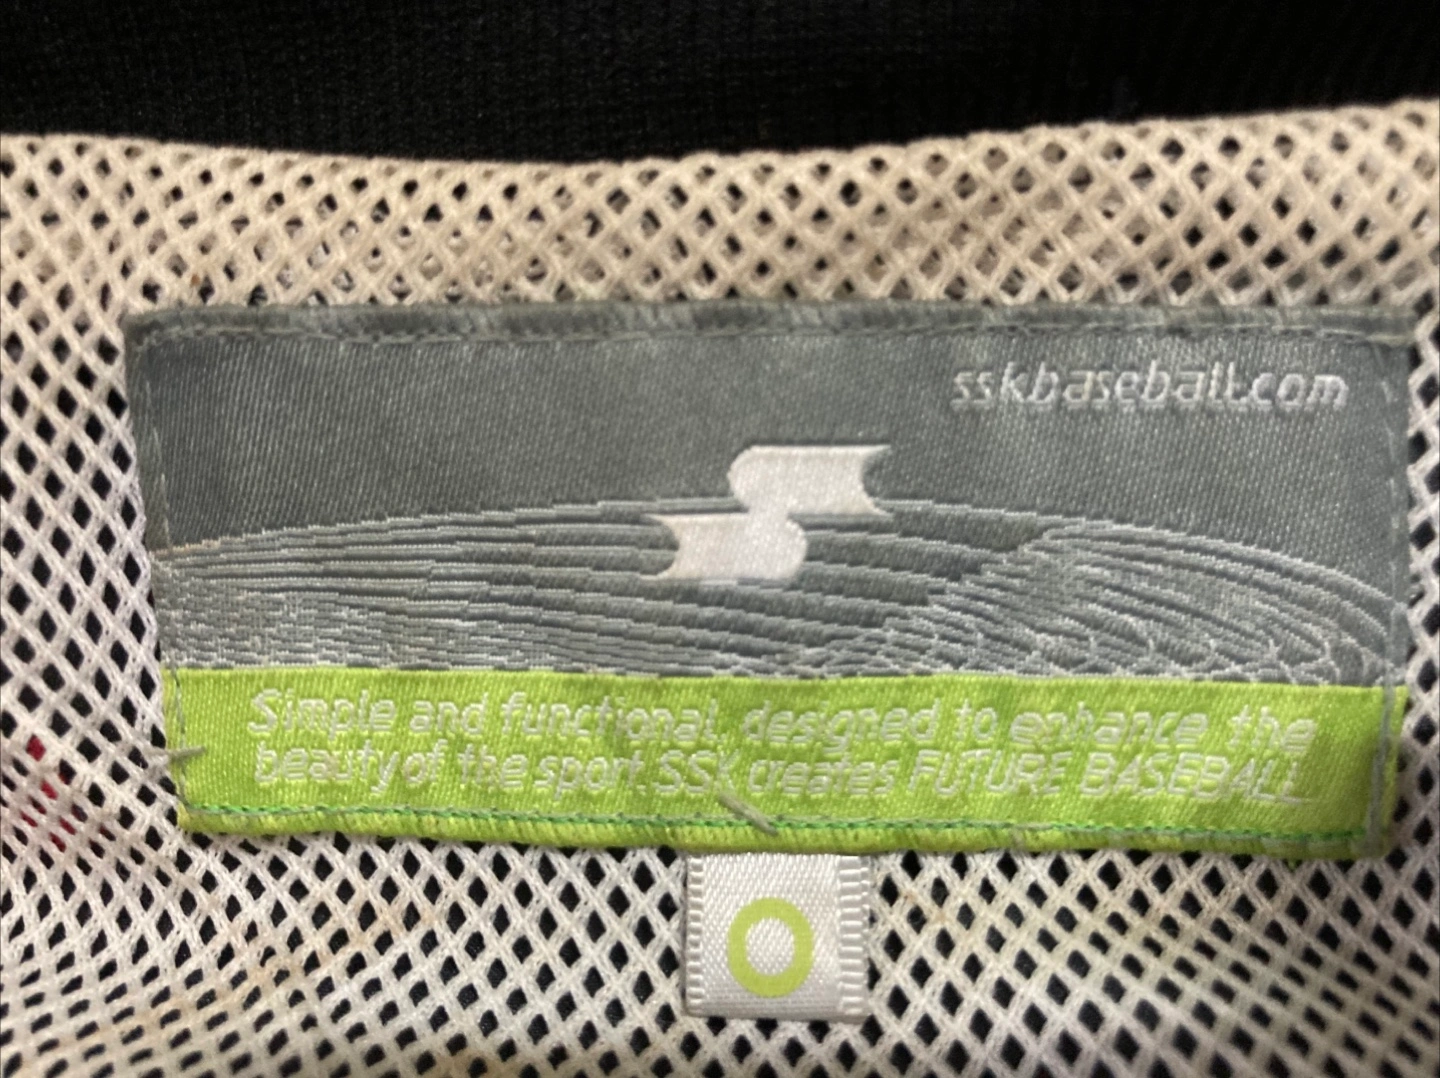 sskbaseball.com
Simple and functional, designed to enhance the
beauty of the sport. SSK creates FUTURE BASEBALL
O